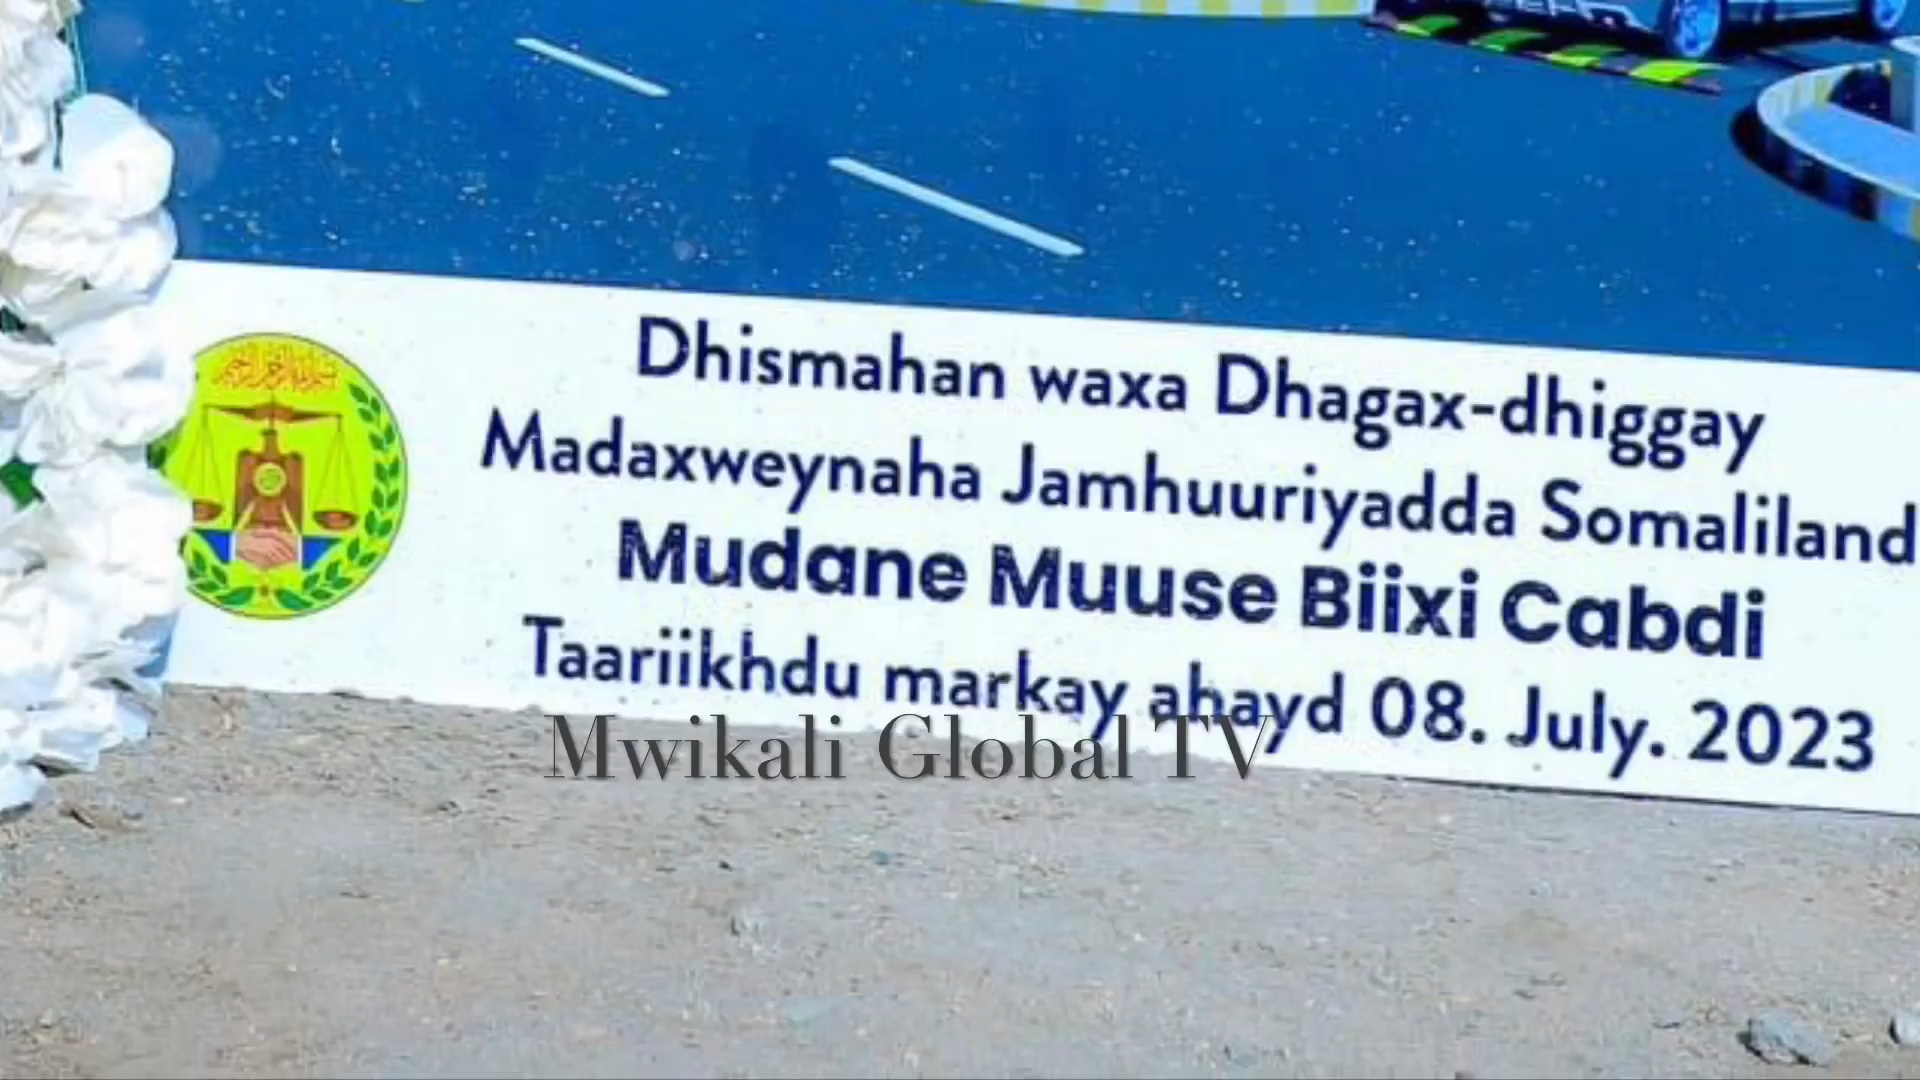 Dhismahan waxa Dhagax-dhiggay
Madaxweynaha Jamhuuriyadda Somaliland
Mudane Muuse Biixi Cabdi
Taariikhdu markay ahayd 08. July. 2023
Mwikali Global TV